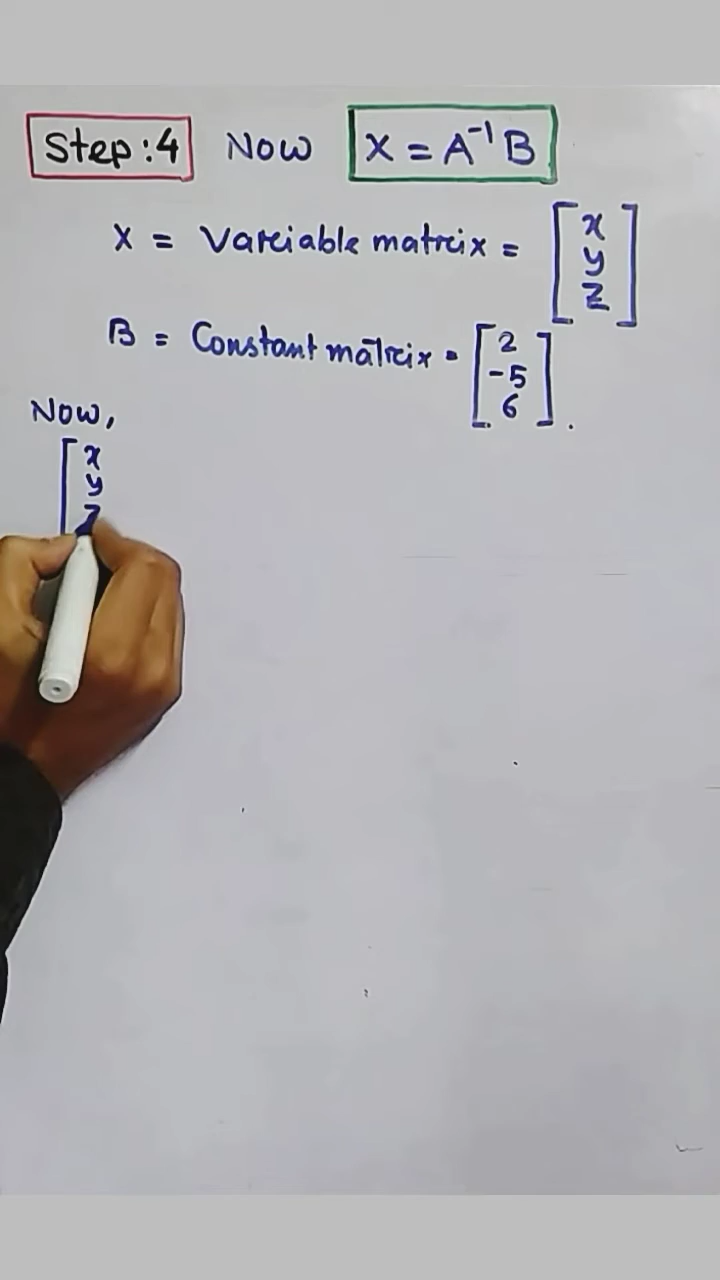 Step:4 Now X = A⁻¹B
X = Variable matrix = [x
y
z]
B = Constant matrix = [2
-5
6].
Now,
[x
y
z